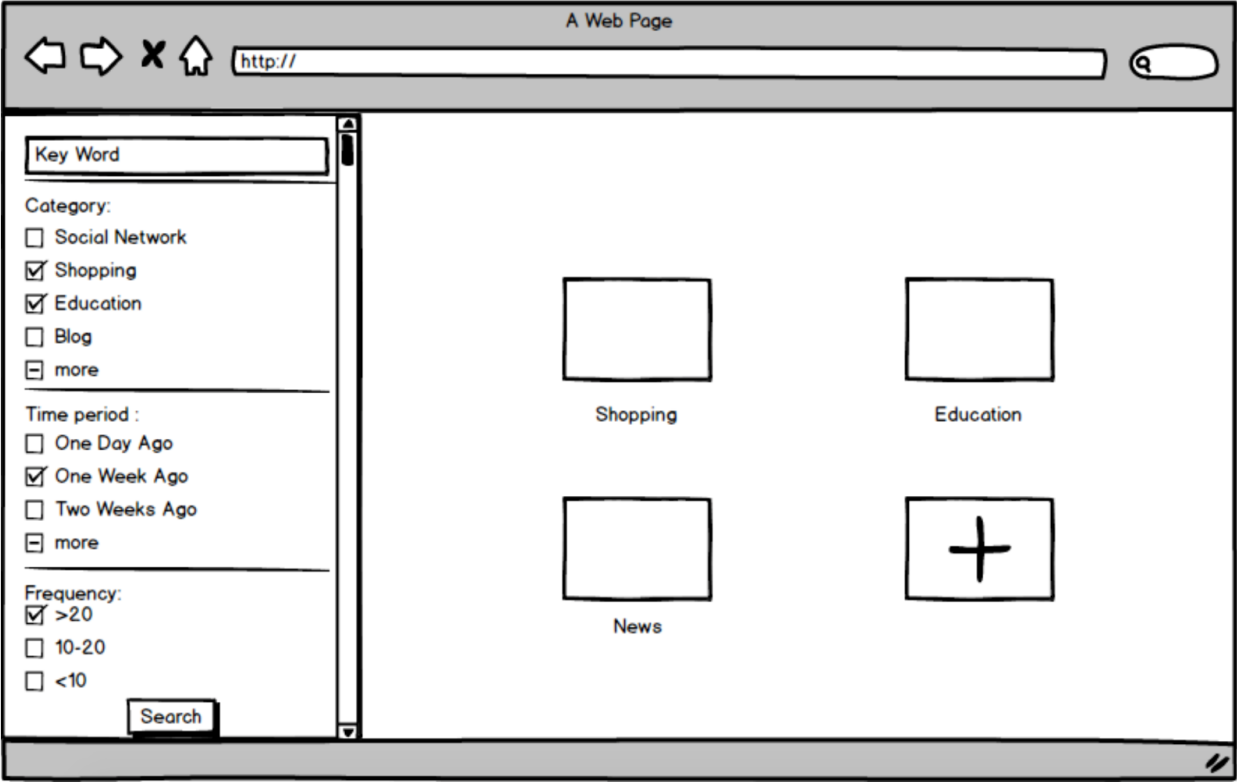 A Web Page
http://
Key Word
Category:
Social Network
Shopping
Education
Blog
more
Time period :
One Day Ago
One Week Ago
Two Weeks Ago
more
Frequency:
>20
10-20
<10
Search
Shopping
Education
News